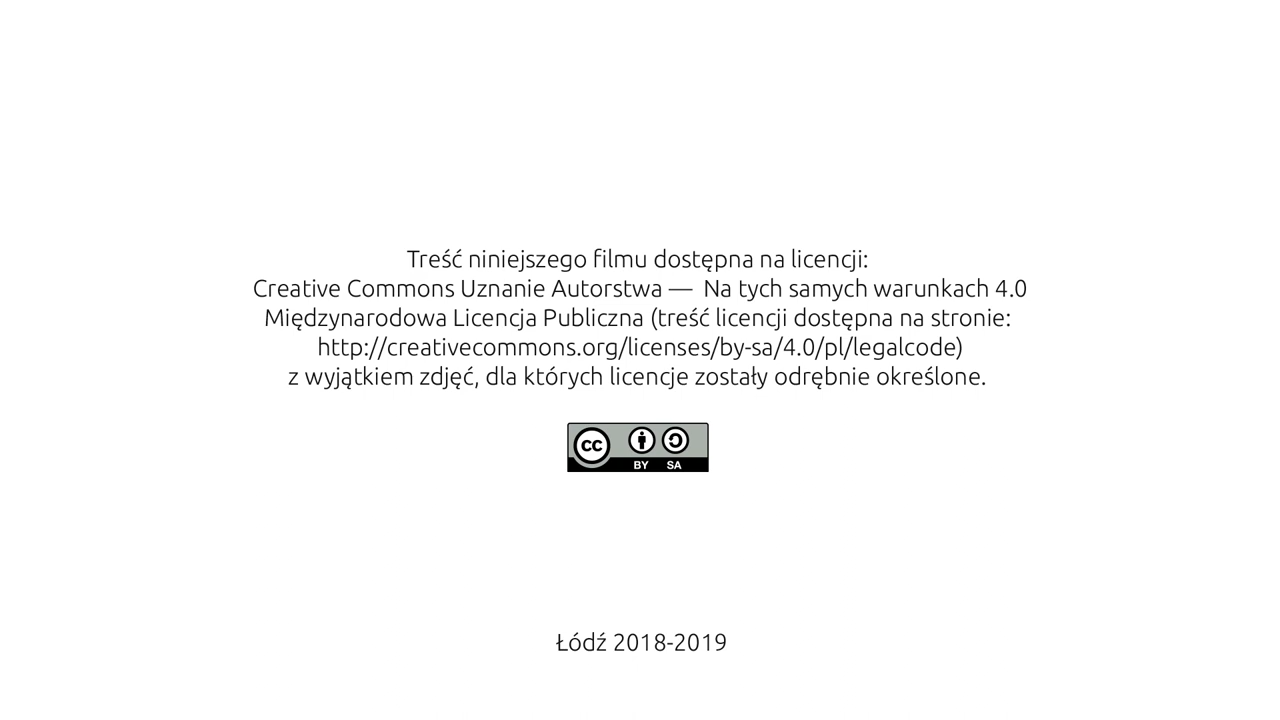 Treść niniejszego filmu dostępna na licencji:
Creative Commons Uznanie Autorstwa — Na tych samych warunkach 4.0
Międzynarodowa Licencja Publiczna (treść licencji dostępna na stronie:
http://creativecommons.org/licenses/by-sa/4.0/pl/legalcode)
z wyjątkiem zdjęć, dla których licencje zostały odrębnie określone.
cc
BY SA
Łódź 2018-2019